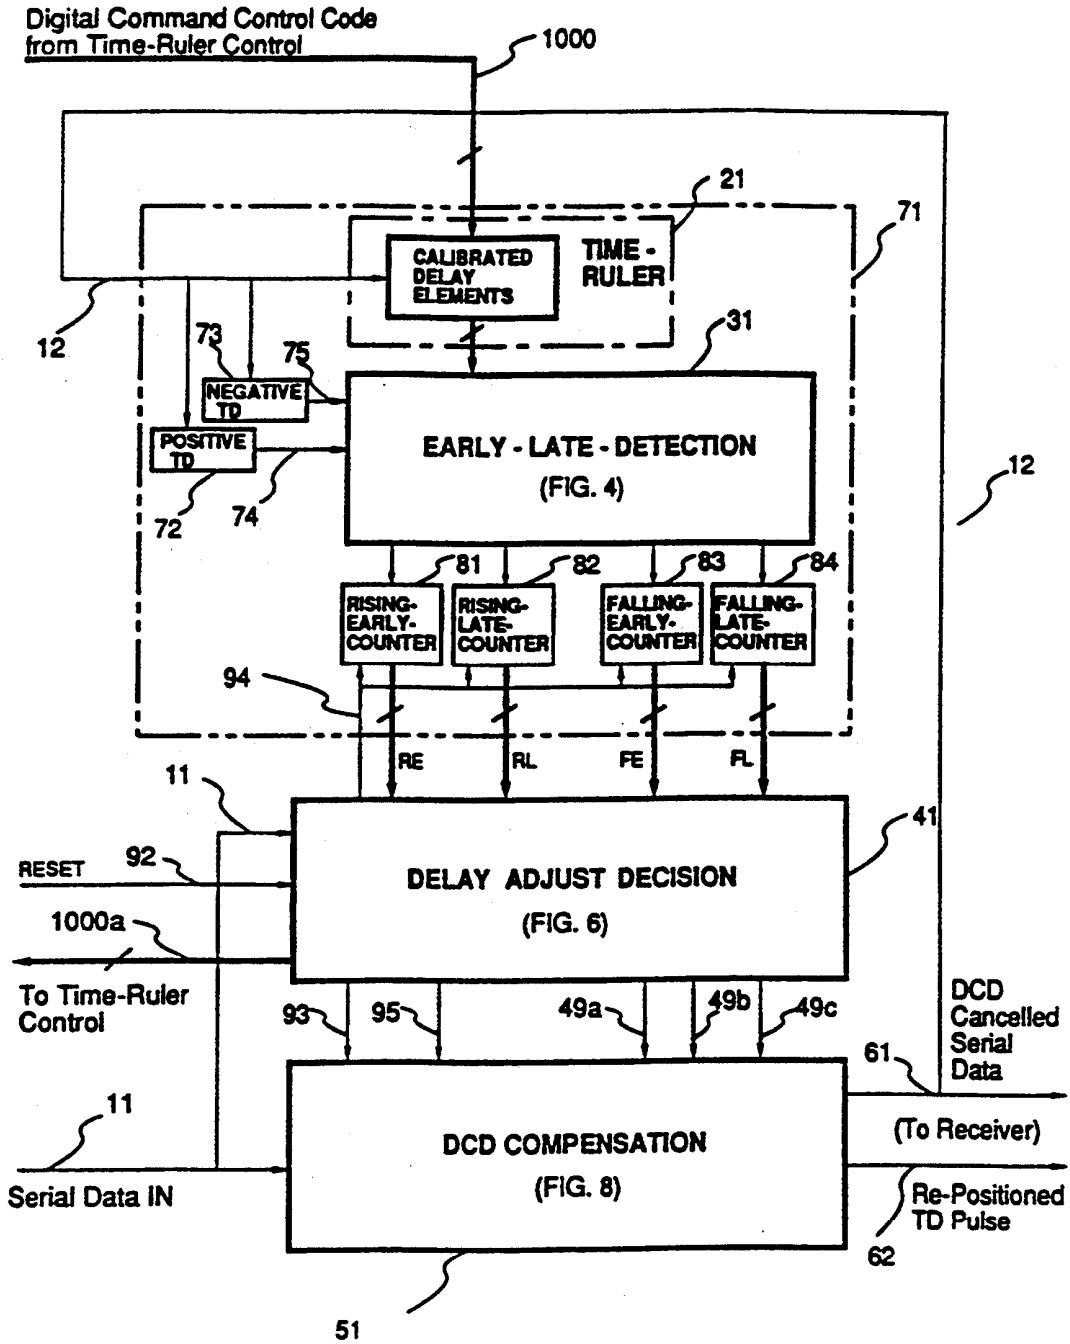 Digital Command Control Code
from Time-Ruler Control
1000
21
71
CALIBRATED
DELAY
ELEMENTS
TIME -
RULER
12
73
75
31
NEGATIVE
TD
POSITIVE
TD
72
74
EARLY - LATE - DETECTION
(FIG. 4)
12
81
82
83
84
RISING-
EARLY-
COUNTER
RISING-
LATE-
COUNTER
FALLING-
EARLY-
COUNTER
FALLING-
LATE-
COUNTER
94
RE
RL
FE
FL
11
41
RESET
92
DELAY ADJUST DECISION
(FIG. 6)
1000a
To Time-Ruler
Control
93
95
49a
49b
49c
DCD
Cancelled
Serial
Data
61
11
DCD COMPENSATION
(FIG. 8)
(To Receiver)
Serial Data IN
Re-Positioned
TD Pulse
62
51